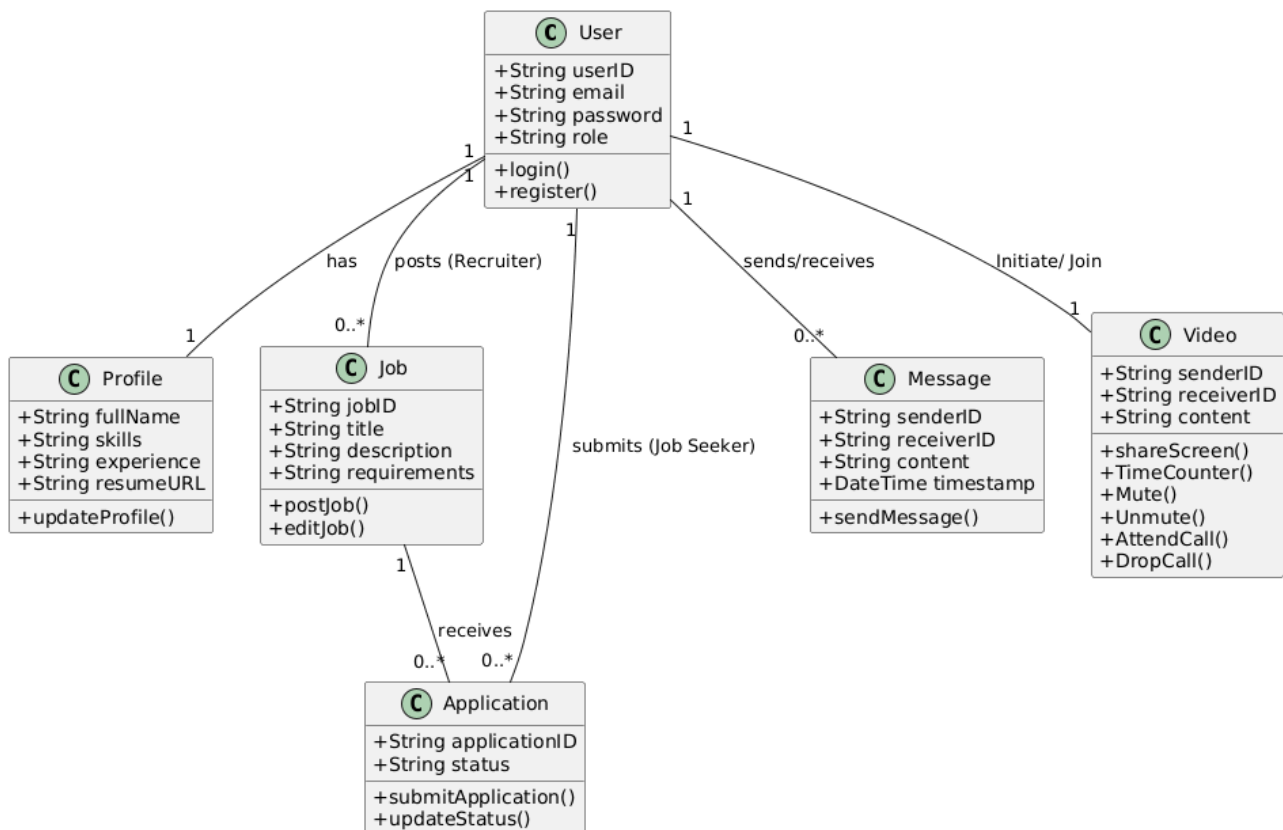 C User
+String userID
+String email
+String password
+String role
+login()
+register()
1
1
1
1
1
has
posts (Recruiter)
sends/receives
Initiate/ Join
1
0..*
0..*
1
C Profile
+String fullName
+String skills
+String experience
+String resumeURL
+updateProfile()
C Job
+String jobID
+String title
+String description
+String requirements
+postJob()
+editJob()
submits (Job Seeker)
C Message
+String senderID
+String receiverID
+String content
+DateTime timestamp
+sendMessage()
C Video
+String senderID
+String receiverID
+String content
+shareScreen()
+TimeCounter()
+Mute()
+Unmute()
+AttendCall()
+DropCall()
1
receives
0..*
0..*
C Application
+String applicationID
+String status
+submitApplication()
+updateStatus()